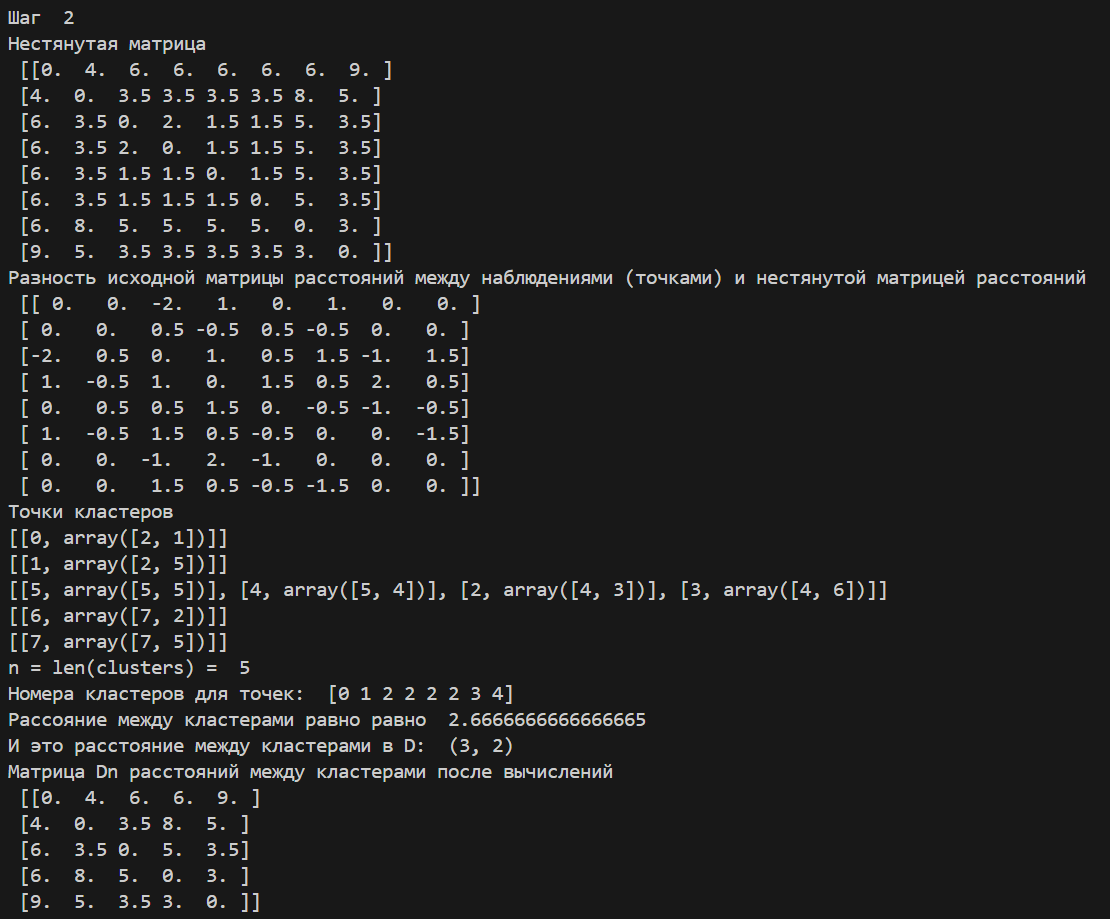 Шаг  2
Нестянутая матрица
 [[0.  4.  6.  6.  6.  6.  6.  9. ]
 [4.  0.  3.5 3.5 3.5 3.5 8.  5. ]
 [6.  3.5 0.  2.  1.5 1.5 5.  3.5]
 [6.  3.5 2.  0.  1.5 1.5 5.  3.5]
 [6.  3.5 1.5 1.5 0.  1.5 5.  3.5]
 [6.  3.5 1.5 1.5 1.5 0.  5.  3.5]
 [6.  8.  5.  5.  5.  5.  0.  3. ]
 [9.  5.  3.5 3.5 3.5 3.5 3.  0. ]]
Разность исходной матрицы расстояний между наблюдениями (точками) и нестянутой матрицей расстояний
 [[ 0.   0.  -2.   1.   0.   1.   0.   0. ]
 [ 0.   0.   0.5 -0.5  0.5 -0.5  0.   0. ]
 [-2.   0.5  0.   1.   0.5  1.5 -1.   1.5]
 [ 1.  -0.5  1.   0.   1.5  0.5  2.   0.5]
 [ 0.   0.5  0.5  1.5  0.  -0.5 -1.  -0.5]
 [ 1.  -0.5  1.5  0.5 -0.5  0.   0.  -1.5]
 [ 0.   0.  -1.   2.  -1.   0.   0.   0. ]
 [ 0.   0.   1.5  0.5 -0.5 -1.5  0.   0. ]]
Точки кластеров
[[0, array([2, 1])]]
[[1, array([2, 5])]]
[[5, array([5, 5])], [4, array([5, 4])], [2, array([4, 3])], [3, array([4, 6])]]
[[6, array([7, 2])]]
[[7, array([7, 5])]]
n = len(clusters) =  5
Номера кластеров для точек:  [0 1 2 2 2 2 3 4]
Рассояние между кластерами равно равно  2.6666666666666665
И это расстояние между кластерами в D:  (3, 2)
Матрица Dn расстояний между кластерами после вычислений
 [[0.  4.  6.  6.  9. ]
 [4.  0.  3.5 8.  5. ]
 [6.  3.5 0.  5.  3.5]
 [6.  8.  5.  0.  3. ]
 [9.  5.  3.5 3.  0. ]]